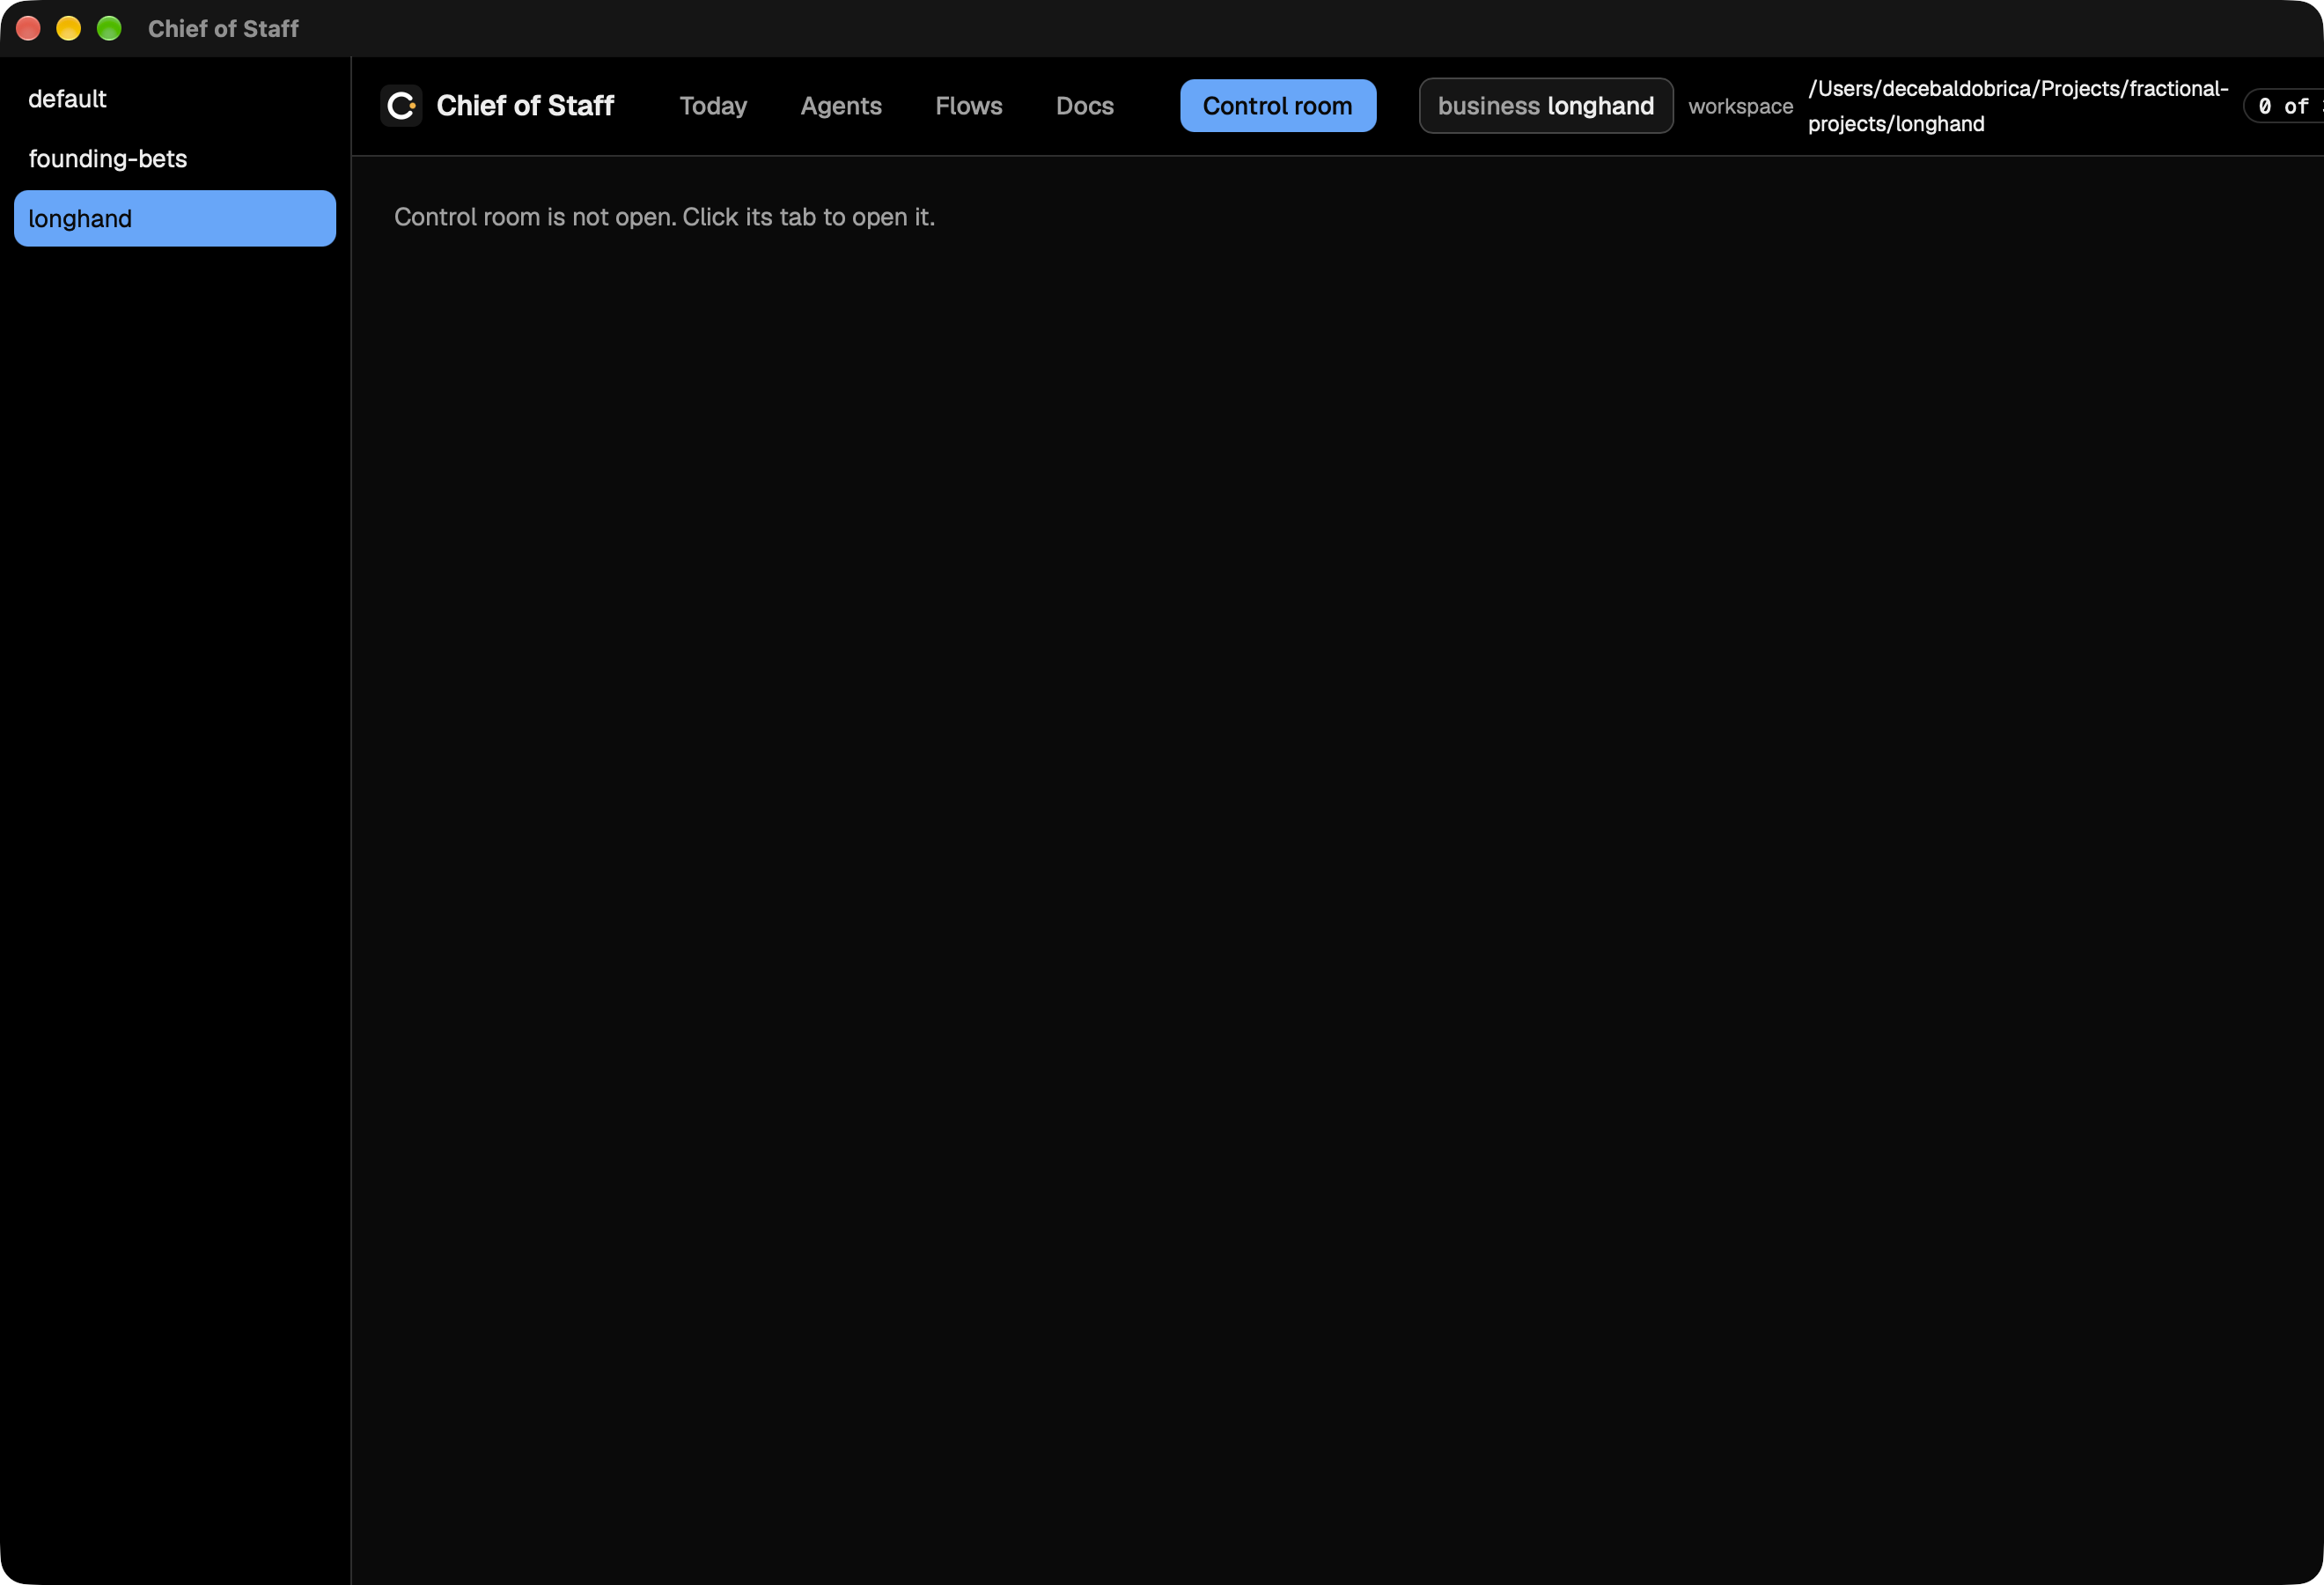 Chief of Staff
default
founding-bets
longhand
Chief of Staff
Today
Agents
Flows
Docs
Control room
business longhand
workspace
/Users/decebaldobrica/Projects/fractional-
projects/longhand
0 of
Control room is not open. Click its tab to open it.